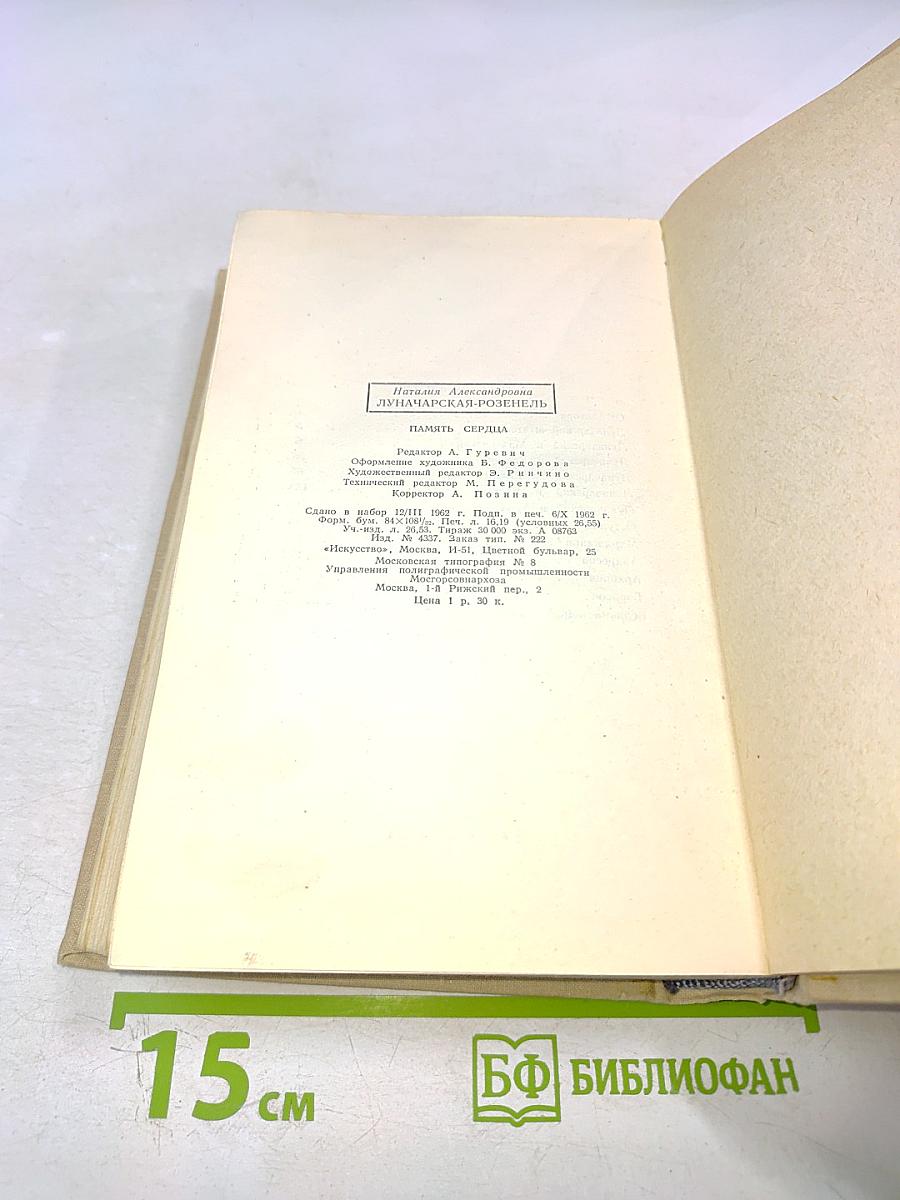 Наталия Александровна
ЛУНАЧАРСКАЯ-РОЗЕНЕЛЬ
ПАМЯТЬ СЕРДЦА
Редактор А. Гуревич
Оформление художника Б. Федорова
Художественный редактор Э. Ринчино
Технический редактор М. Перегудова
Корректор А. Позина
Сдано в набор 12/III 1962 г. Подп. в печ. 6/X 1962 г.
Форм. бум. 84×108¹/₃₂. Печ. л. 16,19 (условных 26,55)
Уч.-изд. л. 26,53. Тираж 30 000 экз. А 08763
Изд. № 4337. Заказ тип. № 222
«Искусство», Москва, И-51, Цветной бульвар, 25
Московская типография № 8
Управления полиграфической промышленности
Мосгорсовнархоза
Москва, 1-й Рижский пер., 2
Цена 1 р. 30 к.
15 см
БФ БИБЛИОФАН